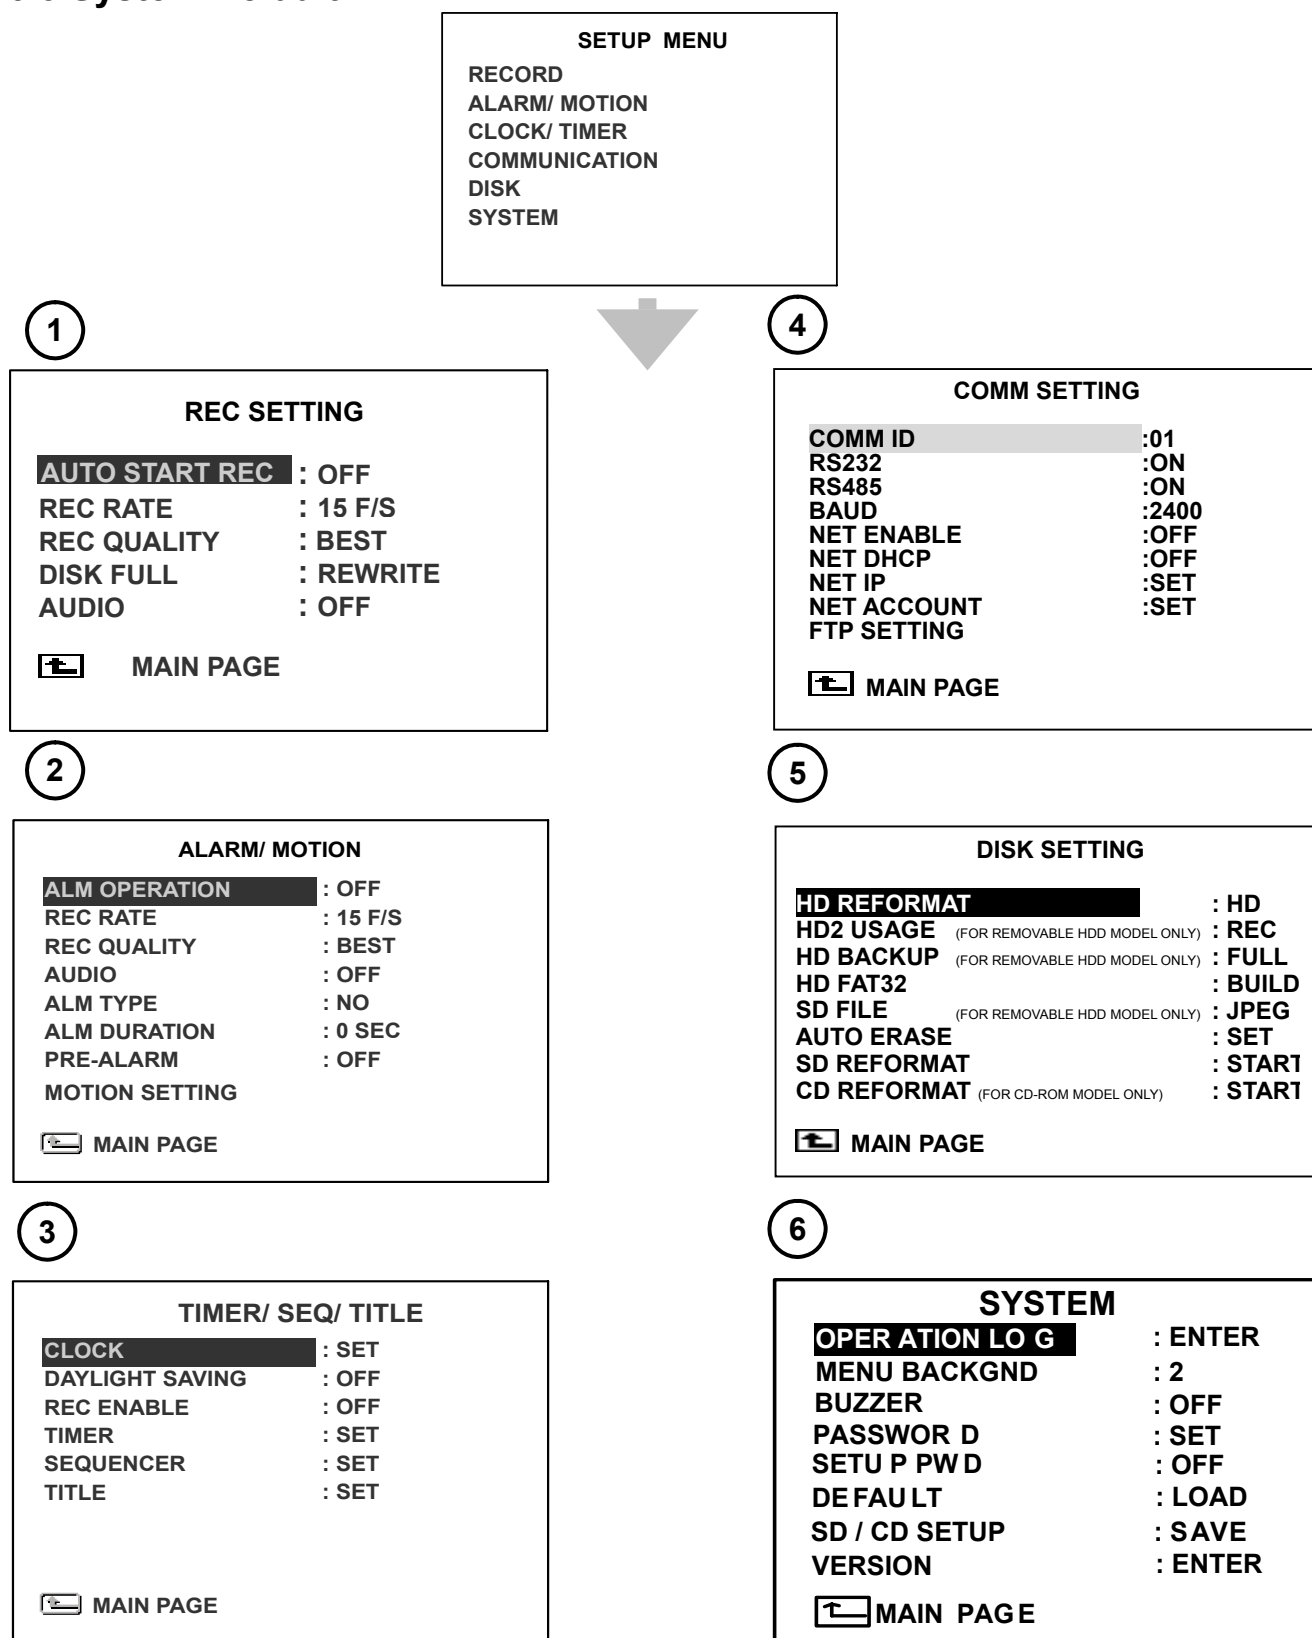 SETUP MENU
RECORD
ALARM/ MOTION
CLOCK/ TIMER
COMMUNICATION
DISK
SYSTEM
1
REC SETTING
AUTO START REC : OFF
REC RATE : 15 F/S
REC QUALITY : BEST
DISK FULL : REWRITE
AUDIO : OFF
MAIN PAGE
2
ALARM/ MOTION
ALM OPERATION : OFF
REC RATE : 15 F/S
REC QUALITY : BEST
AUDIO : OFF
ALM TYPE : NO
ALM DURATION : 0 SEC
PRE-ALARM : OFF
MOTION SETTING
MAIN PAGE
3
TIMER/ SEQ/ TITLE
CLOCK : SET
DAYLIGHT SAVING : OFF
REC ENABLE : OFF
TIMER : SET
SEQUENCER : SET
TITLE : SET
MAIN PAGE
4
COMM SETTING
COMM ID :01
RS232 :ON
RS485 :ON
BAUD :2400
NET ENABLE :OFF
NET DHCP :OFF
NET IP :SET
NET ACCOUNT :SET
FTP SETTING
MAIN PAGE
5
DISK SETTING
HD REFORMAT : HD
HD2 USAGE (FOR REMOVABLE HDD MODEL ONLY) : REC
HD BACKUP (FOR REMOVABLE HDD MODEL ONLY) : FULL
HD FAT32 : BUILD
SD FILE (FOR REMOVABLE HDD MODEL ONLY) : JPEG
AUTO ERASE : SET
SD REFORMAT : START
CD REFORMAT (FOR CD-ROM MODEL ONLY) : START
MAIN PAGE
6
SYSTEM
OPER ATION LO G : ENTER
MENU BACKGND : 2
BUZZER : OFF
PASSWOR D : SET
SETU P PW D : OFF
DE FAU LT : LOAD
SD / CD SETUP : SAVE
VERSION : ENTER
MAIN PAGE